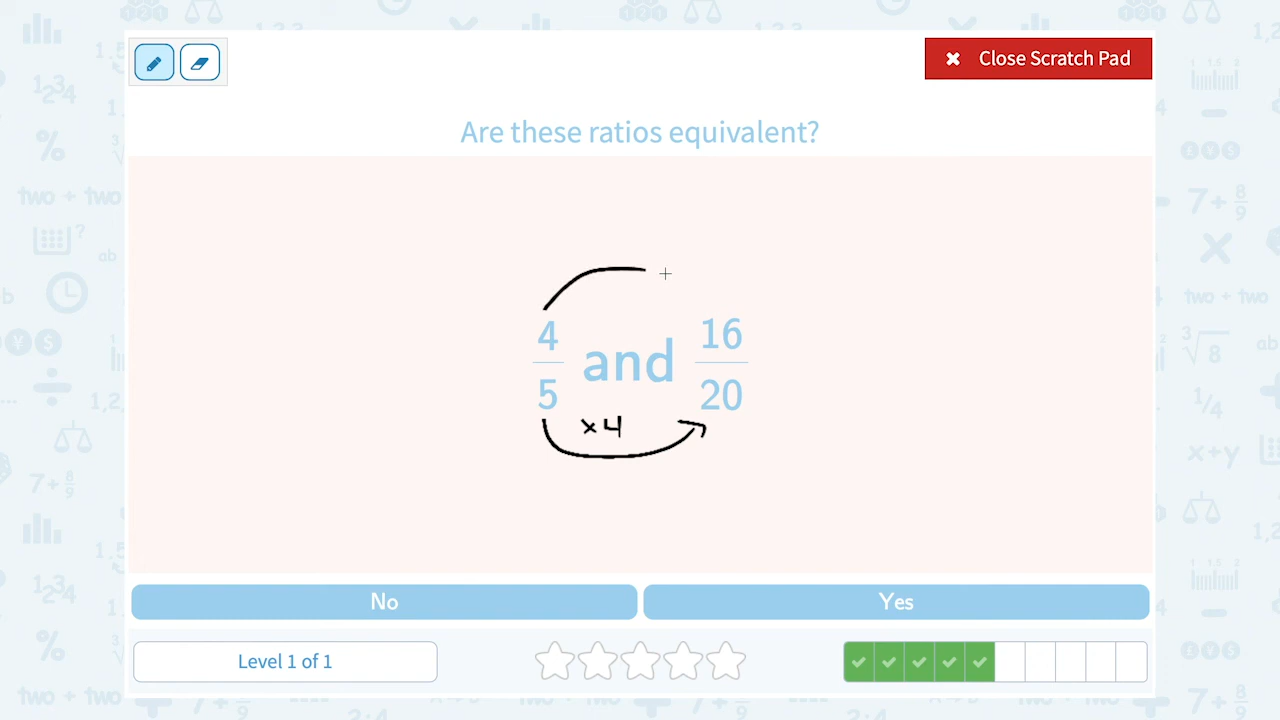 Close Scratch Pad
Are these ratios equivalent?
4/5 and 16/20
×4
No
Yes
Level 1 of 1